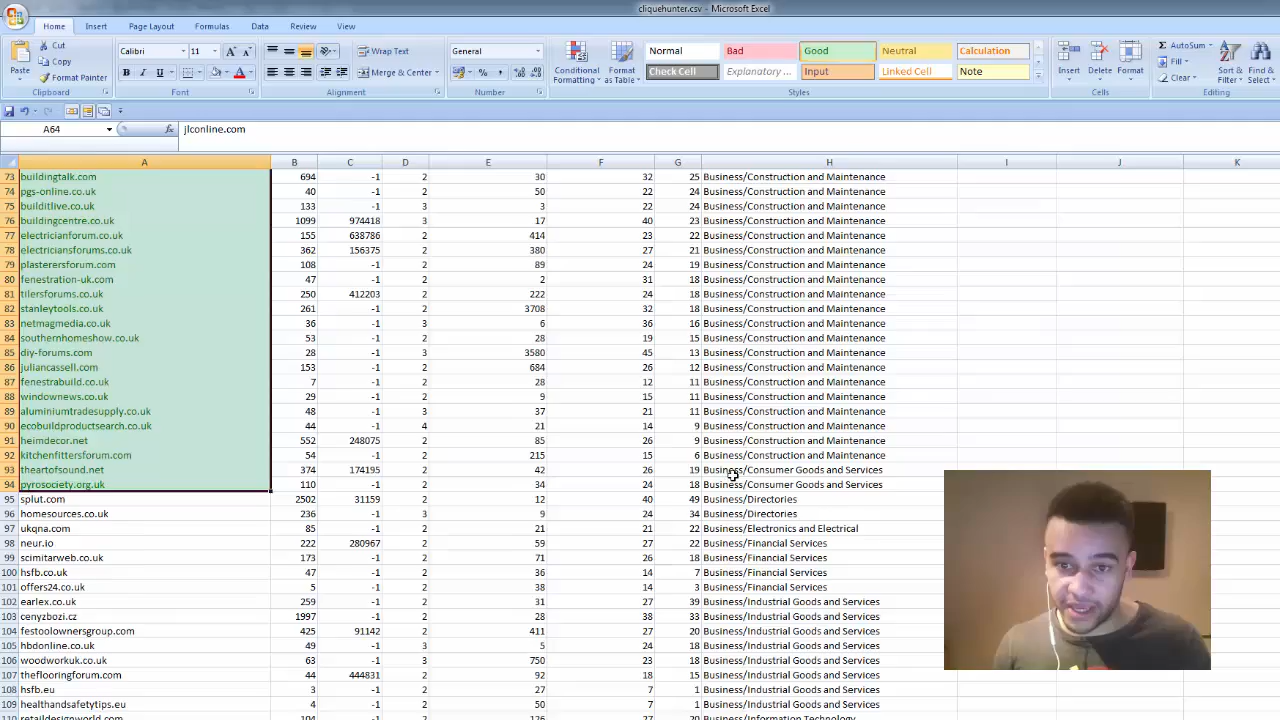 cliquehunter.csv - Microsoft Excel
Home Insert Page Layout Formulas Data Review View
Cut Calibri 11 Wrap Text General Normal Bad Good Neutral Calculation AutoSum
Copy Fill
Paste Format Painter B I U A Merge & Center % , Conditional Formatting Format as Table Check Cell Explanatory ... Input Linked Cell Note Insert Delete Format Clear Sort & Filter Find & Select
Clipboard Font Alignment Number Styles Cells Editing
A64 fx jlconline.com
A B C D E F G H I J K
73 buildingtalk.com 694 -1 2 30 32 25 Business/Construction and Maintenance
74 pgs-online.co.uk 40 -1 2 50 22 24 Business/Construction and Maintenance
75 builditlive.co.uk 133 -1 3 3 22 24 Business/Construction and Maintenance
76 buildingcentre.co.uk 1099 974418 3 17 40 23 Business/Construction and Maintenance
77 electricianforum.co.uk 155 638786 2 414 23 22 Business/Construction and Maintenance
78 electriciansforums.co.uk 362 156375 2 380 27 21 Business/Construction and Maintenance
79 plasterersforum.com 108 -1 2 89 24 19 Business/Construction and Maintenance
80 fenestration-uk.com 47 -1 2 2 31 18 Business/Construction and Maintenance
81 tilersforums.co.uk 250 412203 2 222 24 18 Business/Construction and Maintenance
82 stanleytools.co.uk 261 -1 2 3708 32 18 Business/Construction and Maintenance
83 netmagmedia.co.uk 36 -1 3 6 36 16 Business/Construction and Maintenance
84 southernhomeshow.co.uk 53 -1 2 28 19 15 Business/Construction and Maintenance
85 diy-forums.com 28 -1 3 3580 45 13 Business/Construction and Maintenance
86 juliancassell.com 153 -1 2 684 26 12 Business/Construction and Maintenance
87 fenestrabuild.co.uk 7 -1 2 28 12 11 Business/Construction and Maintenance
88 windownews.co.uk 29 -1 2 9 15 11 Business/Construction and Maintenance
89 aluminiumtradesupply.co.uk 48 -1 3 37 21 11 Business/Construction and Maintenance
90 ecobuildproductsearch.co.uk 44 -1 4 21 14 9 Business/Construction and Maintenance
91 heimdecor.net 552 248075 2 85 26 9 Business/Construction and Maintenance
92 kitchenfittersforum.com 54 -1 2 215 15 6 Business/Construction and Maintenance
93 theartofsound.net 374 174195 2 42 26 19 Business/Consumer Goods and Services
94 pyrosociety.org.uk 110 -1 2 34 24 18 Business/Consumer Goods and Services
95 splut.com 2502 31159 2 12 40 49 Business/Directories
96 homesources.co.uk 236 -1 3 9 24 34 Business/Directories
97 ukqna.com 85 -1 2 21 21 22 Business/Electronics and Electrical
98 neur.io 222 280967 2 59 27 22 Business/Financial Services
99 scimitarweb.co.uk 173 -1 2 71 26 18 Business/Financial Services
100 hsfb.co.uk 47 -1 2 36 14 7 Business/Financial Services
101 offers24.co.uk 5 -1 2 38 14 3 Business/Financial Services
102 earlex.co.uk 259 -1 2 31 27 39 Business/Industrial Goods and Services
103 cenyzbozi.cz 1997 -1 2 28 38 33 Business/Industrial Goods and Services
104 festoolownersgroup.com 425 91142 2 411 27 20 Business/Industrial Goods and Services
105 hbdonline.co.uk 49 -1 3 5 24 18 Business/Industrial Goods and Services
106 woodworkuk.co.uk 63 -1 3 750 23 18 Business/Industrial Goods and Services
107 theflooringforum.com 44 444831 2 92 18 15 Business/Industrial Goods and Services
108 hsfb.eu 3 -1 2 27 7 1 Business/Industrial Goods and Services
109 healthandsafetytips.eu 4 -1 2 50 7 1 Business/Industrial Goods and Services
110 retaildesignworld.com 104 -1 2 126 27 20 Business/Information Technology